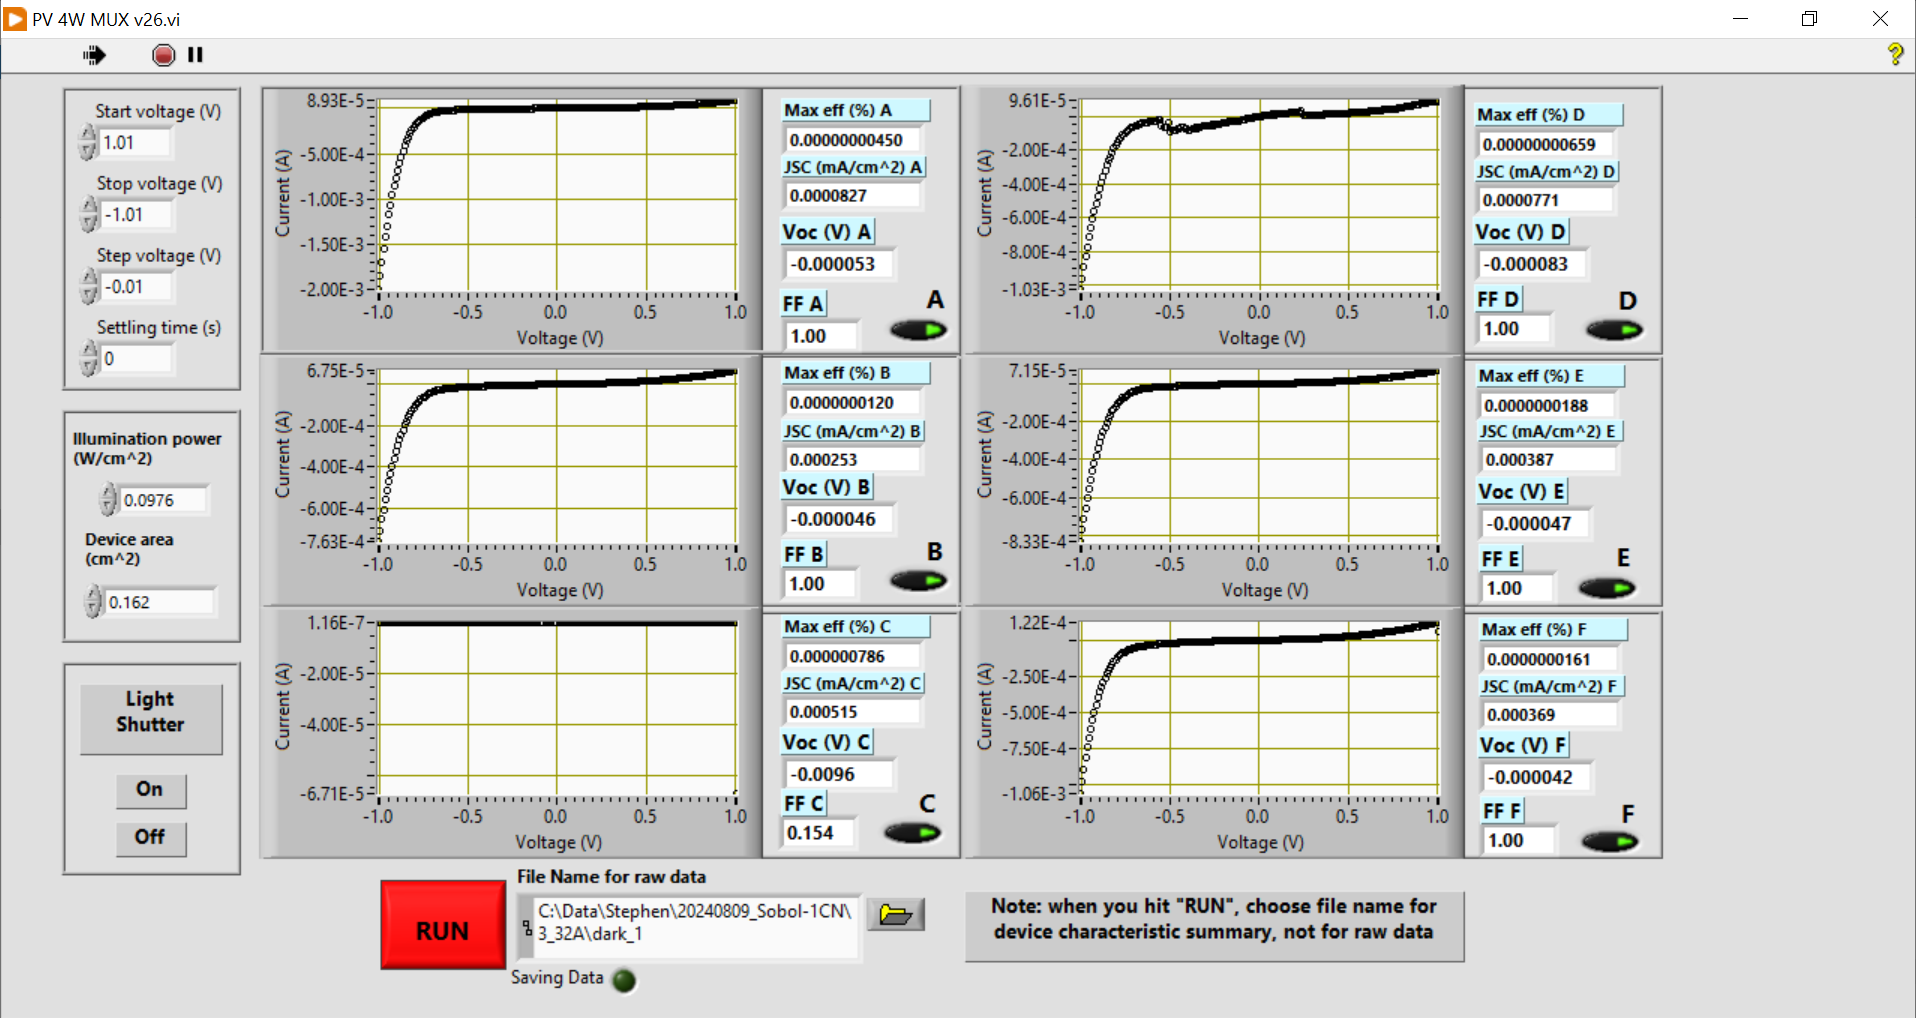 PV 4W MUX v26.vi
?
Start voltage (V)
1.01
Stop voltage (V)
-1.01
Step voltage (V)
-0.01
Settling time (s)
0
Illumination power
(W/cm^2)
0.0976
Device area
(cm^2)
0.162
Light
Shutter
On
Off
8.93E-5
-5.00E-4
-1.00E-3
-1.50E-3
-2.00E-3
Current (A)
-1.0 -0.5 0.0 0.5 1.0
Voltage (V)
Max eff (%) A
0.00000000450
JSC (mA/cm^2) A
0.0000827
Voc (V) A
-0.000053
FF A
1.00
A
9.61E-5
-2.00E-4
-4.00E-4
-6.00E-4
-8.00E-4
-1.03E-3
Current (A)
-1.0 -0.5 0.0 0.5 1.0
Voltage (V)
Max eff (%) D
0.00000000659
JSC (mA/cm^2) D
0.0000771
Voc (V) D
-0.000083
FF D
1.00
D
6.75E-5
-2.00E-4
-4.00E-4
-6.00E-4
-7.63E-4
Current (A)
-1.0 -0.5 0.0 0.5 1.0
Voltage (V)
Max eff (%) B
0.0000000120
JSC (mA/cm^2) B
0.000253
Voc (V) B
-0.000046
FF B
1.00
B
7.15E-5
-2.00E-4
-4.00E-4
-6.00E-4
-8.33E-4
Current (A)
-1.0 -0.5 0.0 0.5 1.0
Voltage (V)
Max eff (%) E
0.0000000188
JSC (mA/cm^2) E
0.000387
Voc (V) E
-0.000047
FF E
1.00
E
1.16E-7
-2.00E-5
-4.00E-5
-6.71E-5
Current (A)
-1.0 -0.5 0.0 0.5 1.0
Voltage (V)
Max eff (%) C
0.000000786
JSC (mA/cm^2) C
0.000515
Voc (V) C
-0.0096
FF C
0.154
C
1.22E-4
-2.50E-4
-5.00E-4
-7.50E-4
-1.06E-3
Current (A)
-1.0 -0.5 0.0 0.5 1.0
Voltage (V)
Max eff (%) F
0.0000000161
JSC (mA/cm^2) F
0.000369
Voc (V) F
-0.000042
FF F
1.00
F
RUN
File Name for raw data
C:\Data\Stephen\20240809_Sobol-1CN\
3_32A\dark_1
Saving Data
Note: when you hit "RUN", choose file name for
device characteristic summary, not for raw data